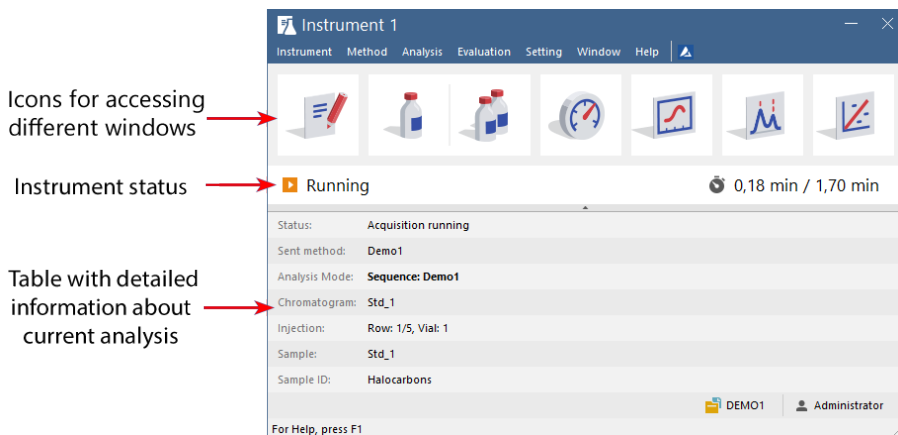 Instrument 1
Instrument Method Analysis Evaluation Setting Window Help
Icons for accessing
different windows
Instrument status
Running 0,18 min / 1,70 min
Status: Acquisition running
Sent method: Demo1
Analysis Mode: Sequence: Demo1
Table with detailed
information about
current analysis
Chromatogram: Std_1
Injection: Row: 1/5, Vial: 1
Sample: Std_1
Sample ID: Halocarbons
DEMO1 Administrator
For Help, press F1